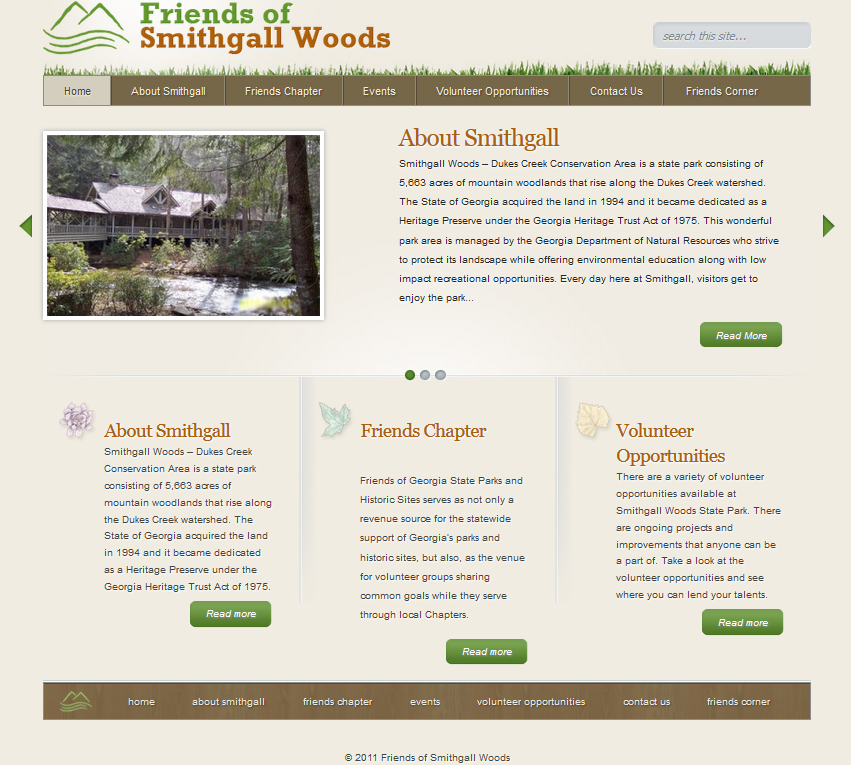 Friends of
Smithgall Woods
search this site...
Home About Smithgall Friends Chapter Events Volunteer Opportunities Contact Us Friends Corner
About Smithgall
Smithgall Woods – Dukes Creek Conservation Area is a state park consisting of
5,663 acres of mountain woodlands that rise along the Dukes Creek watershed.
The State of Georgia acquired the land in 1994 and it became dedicated as a
Heritage Preserve under the Georgia Heritage Trust Act of 1975. This wonderful
park area is managed by the Georgia Department of Natural Resources who strive
to protect its landscape while offering environmental education along with low
impact recreational opportunities. Every day here at Smithgall, visitors get to
enjoy the park...
Read More
About Smithgall
Smithgall Woods – Dukes Creek
Conservation Area is a state park
consisting of 5,663 acres of
mountain woodlands that rise along
the Dukes Creek watershed. The
State of Georgia acquired the land
in 1994 and it became dedicated
as a Heritage Preserve under the
Georgia Heritage Trust Act of 1975.
Read more
Friends Chapter
Friends of Georgia State Parks and
Historic Sites serves as not only a
revenue source for the statewide
support of Georgia's parks and
historic sites, but also, as the venue
for volunteer groups sharing
common goals while they serve
through local Chapters.
Read more
Volunteer
Opportunities
There are a variety of volunteer
opportunities available at
Smithgall Woods State Park. There
are ongoing projects and
improvements that anyone can be
a part of. Take a look at the
volunteer opportunities and see
where you can lend your talents.
Read more
home about smithgall friends chapter events volunteer opportunities contact us friends corner
© 2011 Friends of Smithgall Woods